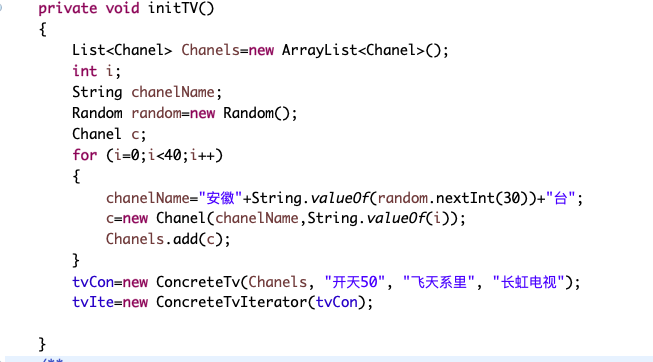 private void initTV()
{
List<Chanel> Chanels=new ArrayList<Chanel>();
int i;
String chanelName;
Random random=new Random();
Chanel c;
for (i=0;i<40;i++)
{
chanelName="安徽"+String.valueOf(random.nextInt(30))+"台";
c=new Chanel(chanelName,String.valueOf(i));
Chanels.add(c);
}
tvCon=new ConcreteTv(Chanels, "开天50", "飞天系里", "长虹电视");
tvIte=new ConcreteTvIterator(tvCon);
}
/**